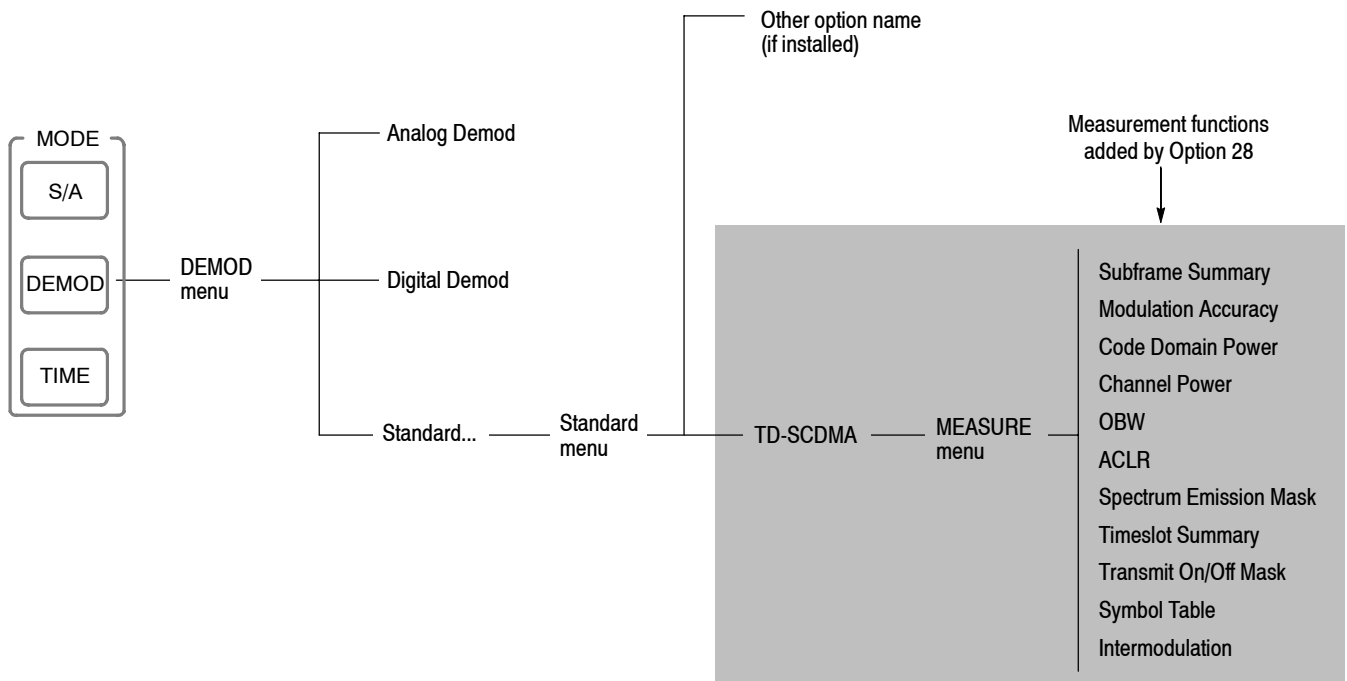 Other option name
(if installed)
Measurement functions
added by Option 28
MODE
S/A
DEMOD
TIME
DEMOD
menu
Analog Demod
Digital Demod
Standard...
Standard
menu
TD-SCDMA
MEASURE
menu
Subframe Summary
Modulation Accuracy
Code Domain Power
Channel Power
OBW
ACLR
Spectrum Emission Mask
Timeslot Summary
Transmit On/Off Mask
Symbol Table
Intermodulation